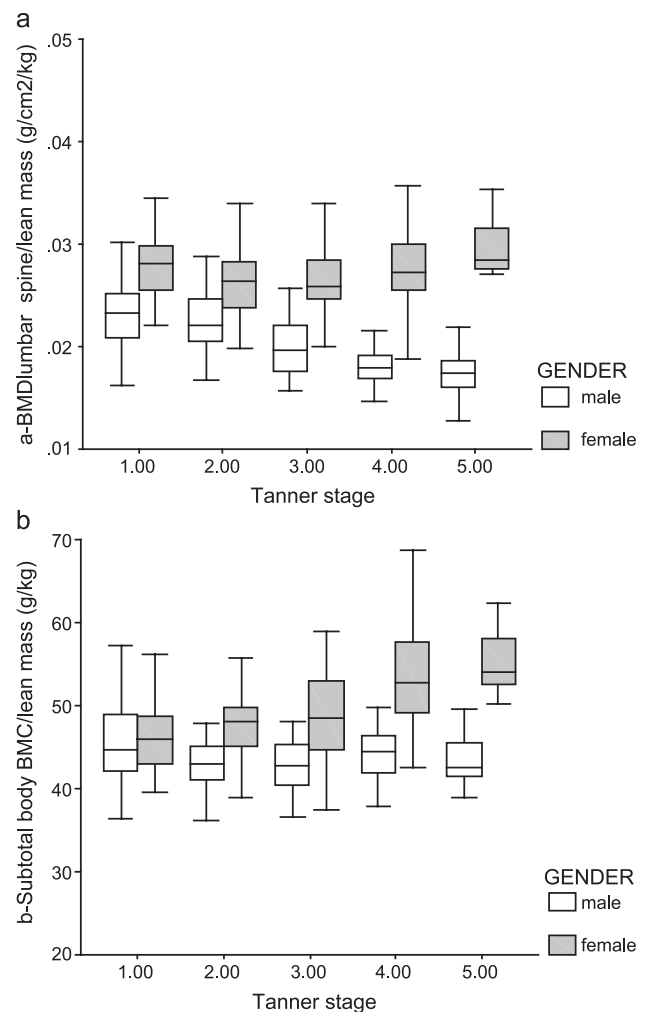 a
a-BMDlumbar spine/lean mass (g/cm2/kg)
.05
.04
.03
.02
.01
1.00 2.00 3.00 4.00 5.00
Tanner stage
GENDER
male
female
b
b-Subtotal body BMC/lean mass (g/kg)
70
60
50
40
30
20
1.00 2.00 3.00 4.00 5.00
Tanner stage
GENDER
male
female